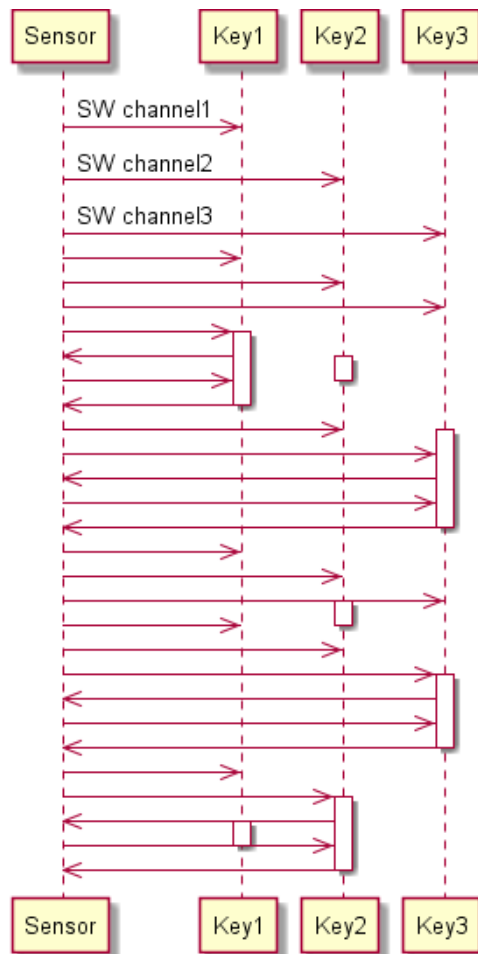 Sensor Key1 Key2 Key3
SW channel1
SW channel2
SW channel3
Sensor Key1 Key2 Key3